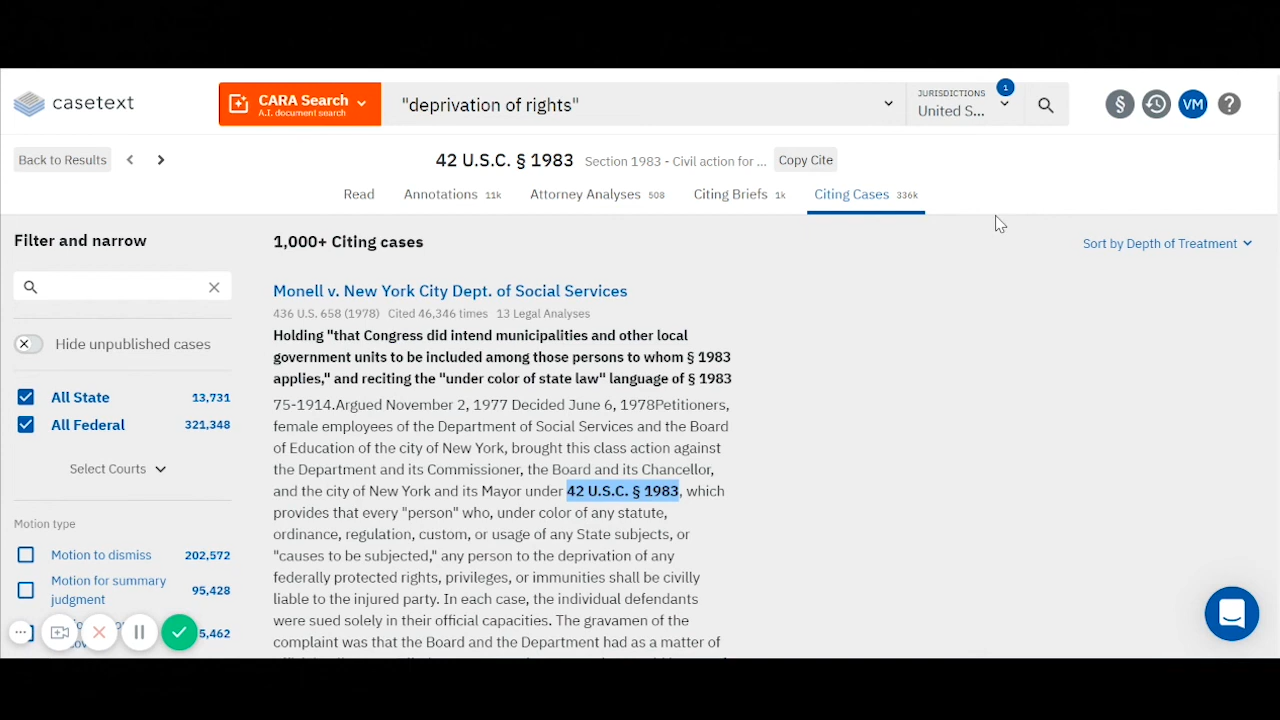 casetext
CARA Search
A.I. document search
"deprivation of rights"
JURISDICTIONS
United S...
1
§
VM
?
Back to Results
42 U.S.C. § 1983 Section 1983 - Civil action for ... Copy Cite
Read Annotations 11k Attorney Analyses 508 Citing Briefs 1k Citing Cases 336k
Filter and narrow
Hide unpublished cases
All State 13,731
All Federal 321,348
Select Courts
Motion type
Motion to dismiss 202,572
Motion for summary
judgment 95,428
5,462
1,000+ Citing cases
Sort by Depth of Treatment
Monell v. New York City Dept. of Social Services
436 U.S. 658 (1978) Cited 46,346 times 13 Legal Analyses
Holding "that Congress did intend municipalities and other local
government units to be included among those persons to whom § 1983
applies," and reciting the "under color of state law" language of § 1983
75-1914.Argued November 2, 1977 Decided June 6, 1978Petitioners,
female employees of the Department of Social Services and the Board
of Education of the city of New York, brought this class action against
the Department and its Commissioner, the Board and its Chancellor,
and the city of New York and its Mayor under 42 U.S.C. § 1983, which
provides that every "person" who, under color of any statute,
ordinance, regulation, custom, or usage of any State subjects, or
"causes to be subjected," any person to the deprivation of any
federally protected rights, privileges, or immunities shall be civilly
liable to the injured party. In each case, the individual defendants
were sued solely in their official capacities. The gravamen of the
complaint was that the Board and the Department had as a matter of